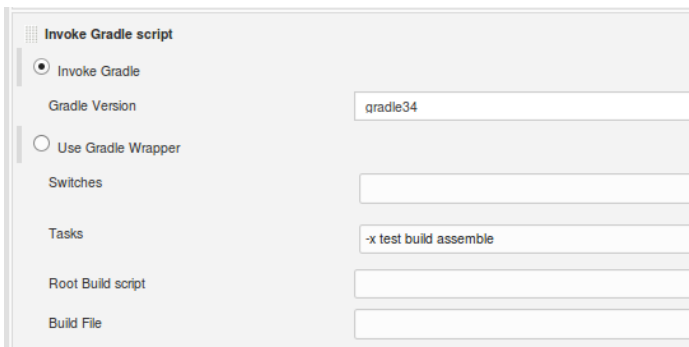 Invoke Gradle script
Invoke Gradle
Gradle Version
gradle34
Use Gradle Wrapper
Switches
Tasks
-x test build assemble
Root Build script
Build File